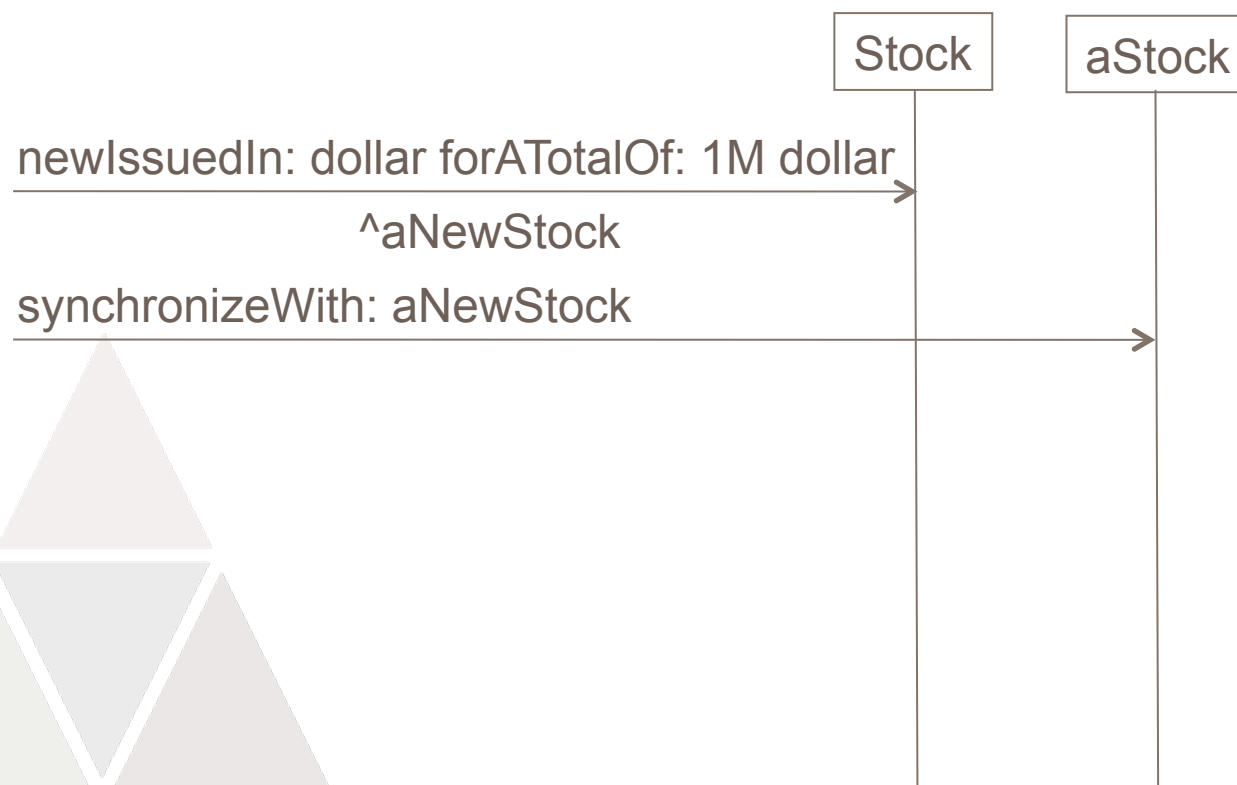 Stock
aStock
newIssuedIn: dollar forATotalOf: 1M dollar
^aNewStock
synchronizeWith: aNewStock